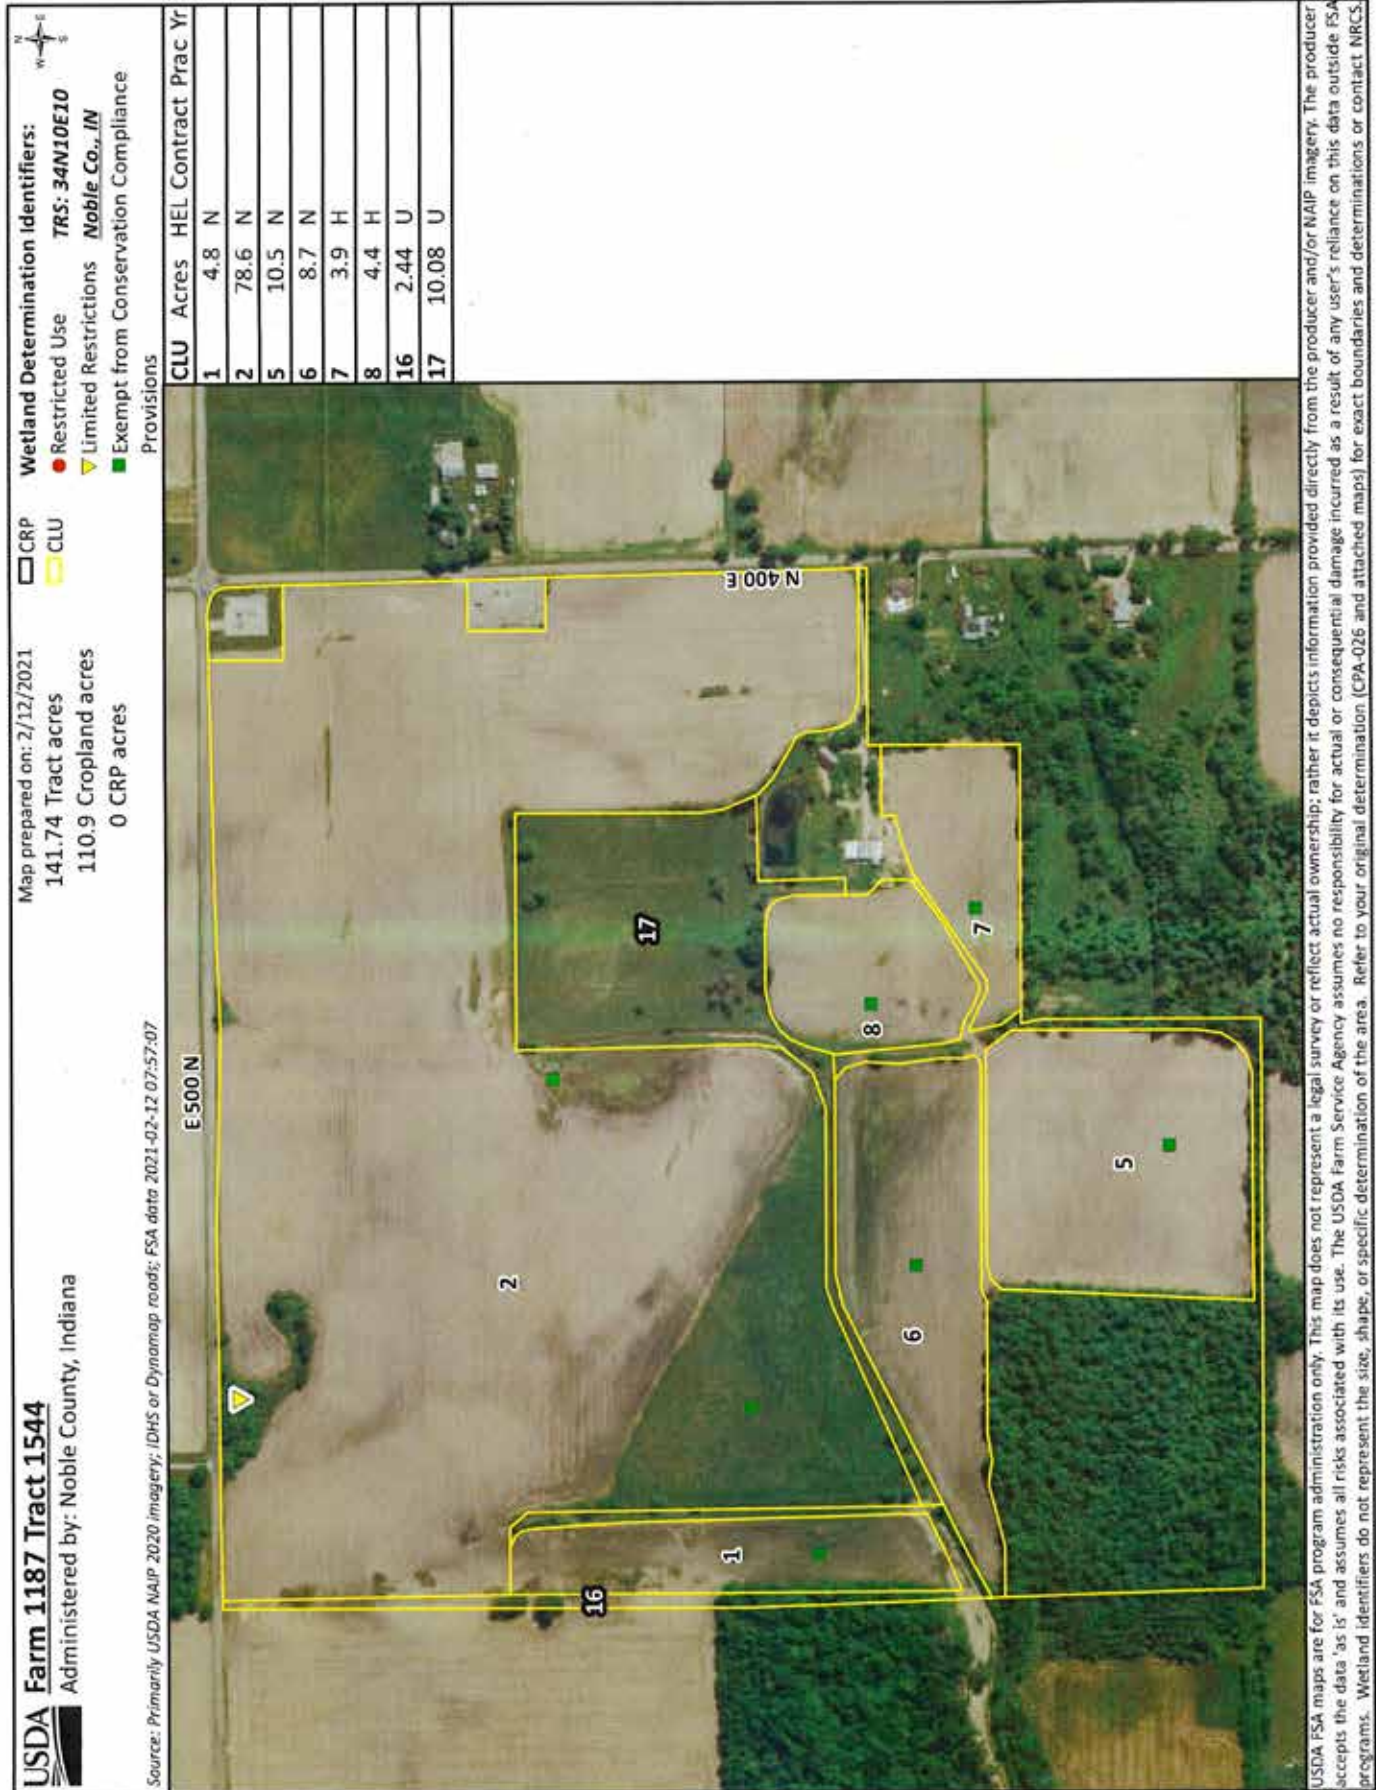 USDA Farm 1187 Tract 1544
Administered by: Noble County, Indiana
Map prepared on: 2/12/2021
141.74 Tract acres
110.9 Cropland acres
0 CRP acres
CRP
CLU
Wetland Determination Identifiers:
Restricted Use
Limited Restrictions
Exempt from Conservation Compliance
Provisions
TRS: 34N10E10
Noble Co., IN
N
W
E
S
Source: Primarily USDA NAIP 2020 imagery; IDHS or Dynamap roads; FSA data 2021-02-12 07:57:07
CLU Acres HEL Contract Prac Yr
1 4.8 N
2 78.6 N
5 10.5 N
6 8.7 N
7 3.9 H
8 4.4 H
16 2.44 U
17 10.08 U
E 500 N
N 400 E
2
17
8
7
6
5
1
16
USDA FSA maps are for FSA program administration only. This map does not represent a legal survey or reflect actual ownership; rather it depicts information provided directly from the producer and/or NAIP imagery. The producer
accepts the data 'as is' and assumes all risks associated with its use. The USDA Farm Service Agency assumes no responsibility for actual or consequential damage incurred as a result of any user's reliance on this data outside FSA
programs. Wetland identifiers do not represent the size, shape, or specific determination of the area. Refer to your original determination (CPA-026 and attached maps) for exact boundaries and determinations or contact NRCS.